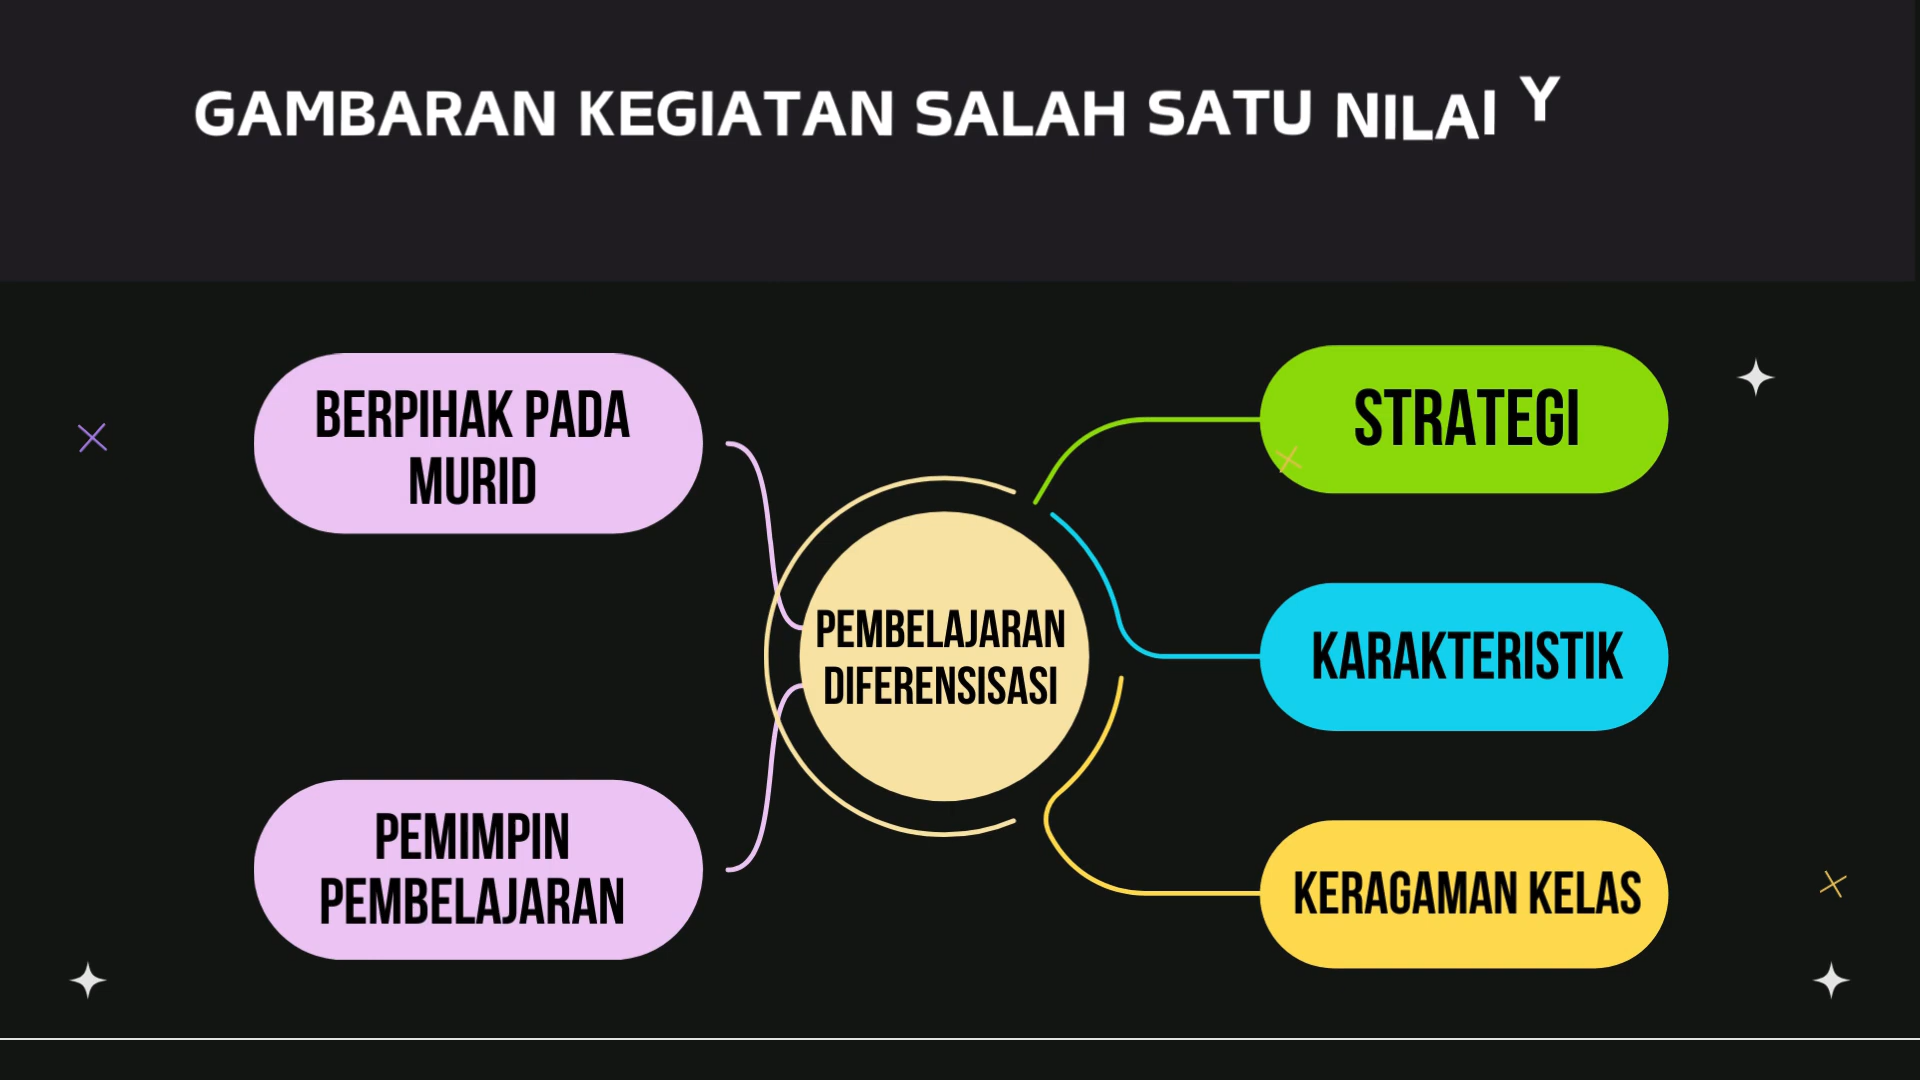 GAMBARAN KEGIATAN SALAH SATU NILAI Y
BERPIHAK PADA
MURID
PEMIMPIN
PEMBELAJARAN
PEMBELAJARAN
DIFERENSISASI
STRATEGI
KARAKTERISTIK
KERAGAMAN KELAS